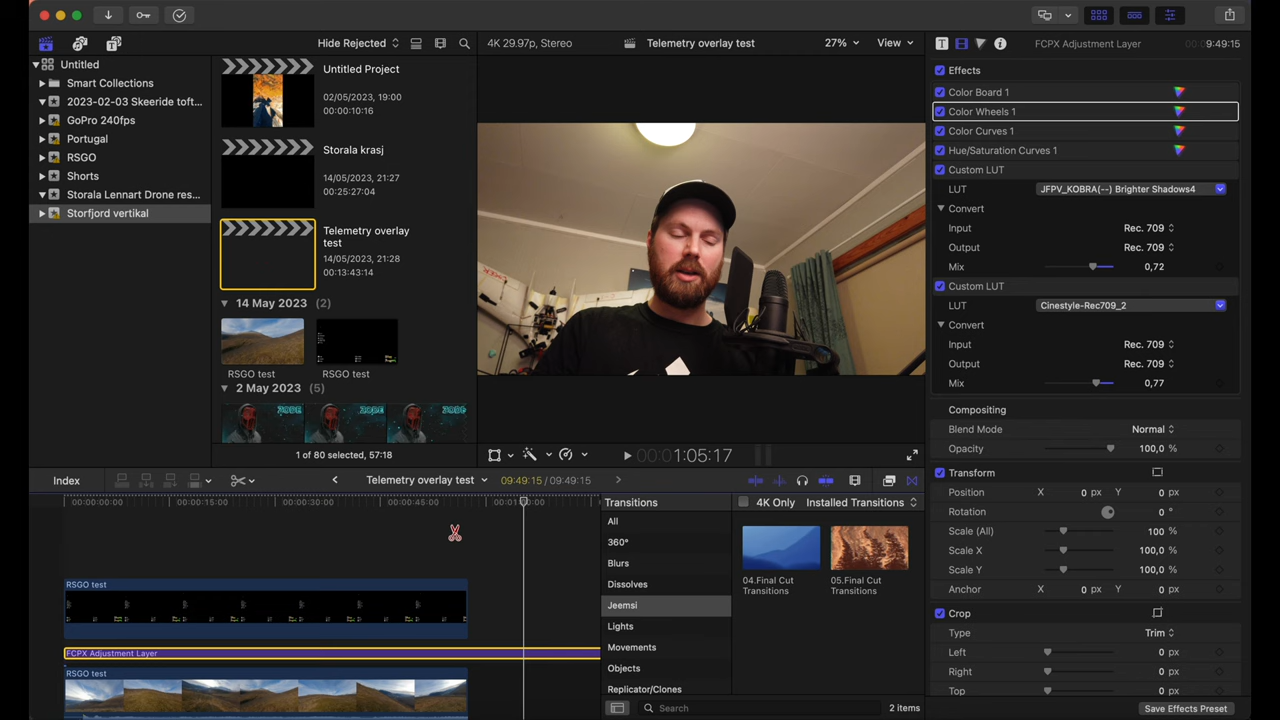 Hide Rejected
4K 29.97p, Stereo
Telemetry overlay test
27%
View
FCPX Adjustment Layer
9:49:15
Untitled
Smart Collections
2023-02-03 Skeeride toft...
GoPro 240fps
Portugal
RSGO
Shorts
Storala Lennart Drone res...
Storfjord vertikal
Untitled Project
02/05/2023, 19:00
00:00:10:16
Storala krasj
14/05/2023, 21:27
00:25:27:04
Telemetry overlay
test
14/05/2023, 21:28
00:13:43:14
14 May 2023 (2)
RSGO test
RSGO test
2 May 2023 (5)
1 of 80 selected, 57:18
00:00:1:05:17
Effects
Color Board 1
Color Wheels 1
Color Curves 1
Hue/Saturation Curves 1
Custom LUT
LUT JFPV_KOBRA(--) Brighter Shadows4
Convert
Input Rec. 709
Output Rec. 709
Mix 0,72
Custom LUT
LUT Cinestyle-Rec709_2
Convert
Input Rec. 709
Output Rec. 709
Mix 0,77
Compositing
Blend Mode Normal
Opacity 100,0 %
Transform
Position X 0 px Y 0 px
Rotation 0 °
Scale (All) 100 %
Scale X 100,0 %
Scale Y 100,0 %
Anchor X 0 px Y 0 px
Crop
Type Trim
Left 0 px
Right 0 px
Top 0 px
Save Effects Preset
Index
Telemetry overlay test
09:49:15 / 09:49:15
00:00:00:00
00:00:15:00
00:00:30:00
00:00:45:00
RSGO test
FCPX Adjustment Layer
RSGO test
Transitions
4K Only
Installed Transitions
All
360°
Blurs
Dissolves
Jeemsi
Lights
Movements
Objects
Replicator/Clones
04.Final Cut
Transitions
05.Final Cut
Transitions
Search
2 items